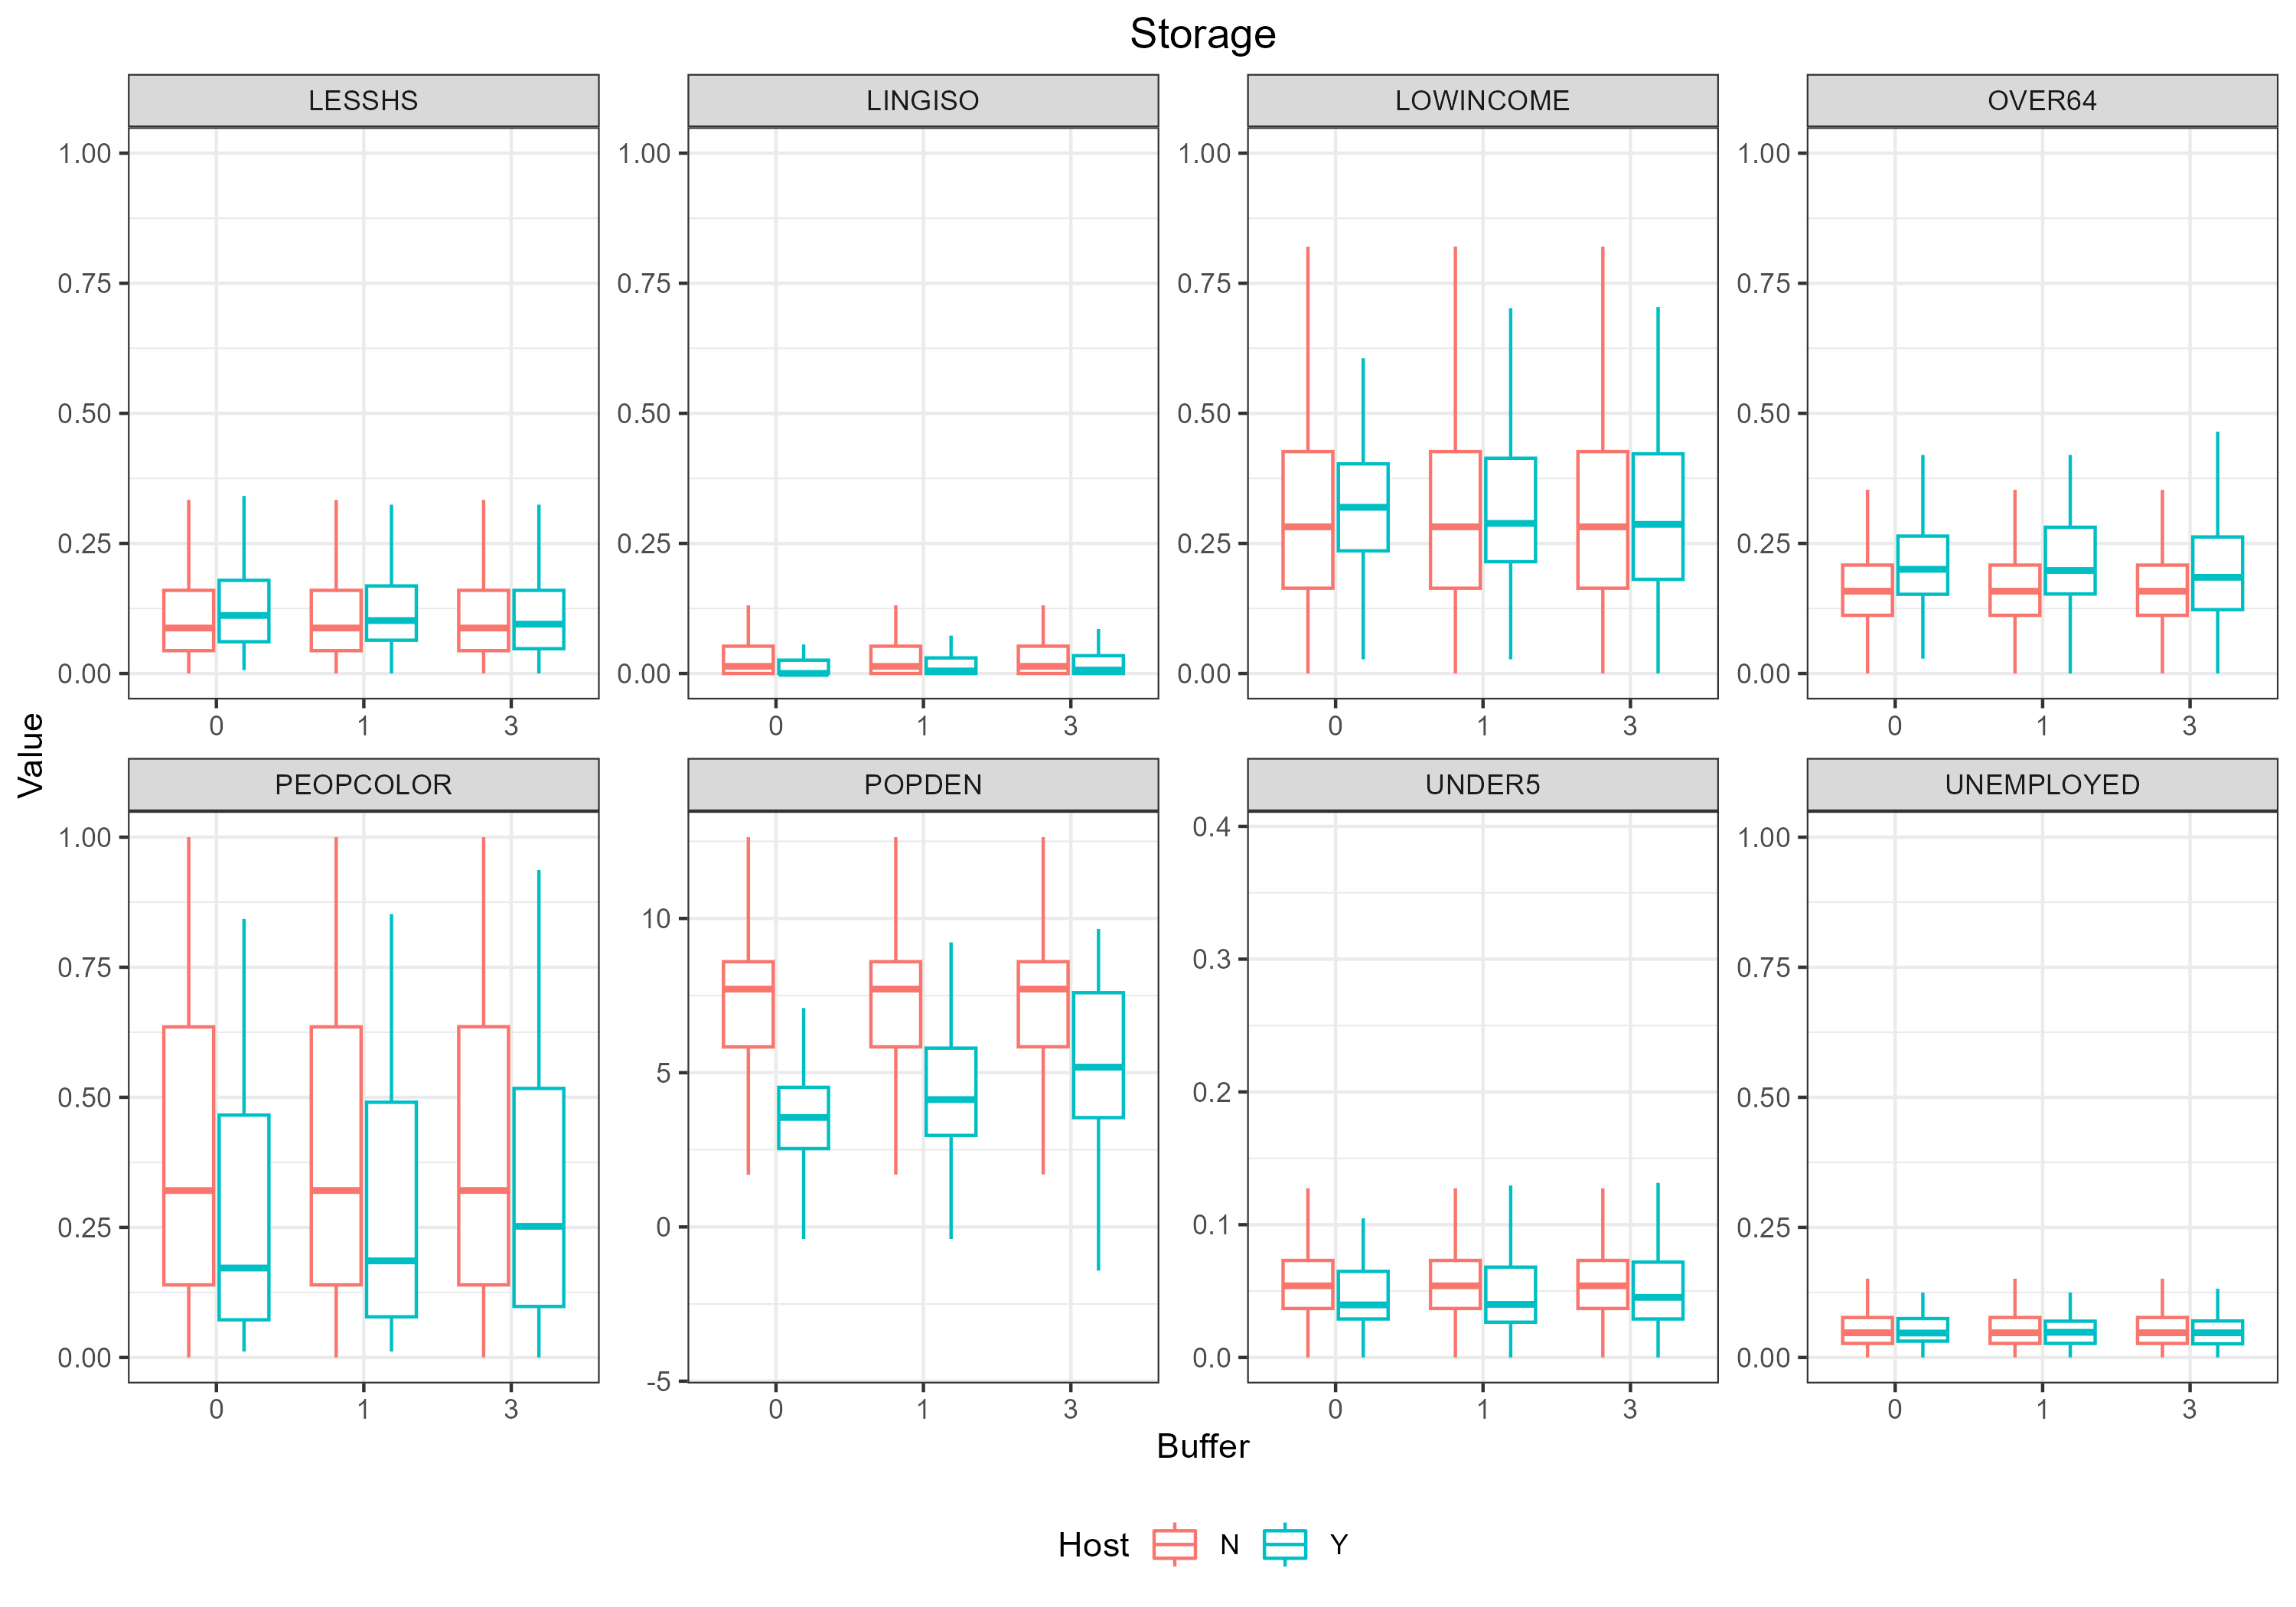 Storage
LESSHS LINGISO LOWINCOME OVER64
1.00 1.00 1.00 1.00
0.75 0.75 0.75 0.75
0.50 0.50 0.50 0.50
0.25 0.25 0.25 0.25
0.00 0.00 0.00 0.00
0 1 3 0 1 3 0 1 3 0 1 3
Value
PEOPCOLOR POPDEN UNDER5 UNEMPLOYED
1.00
0.75
0.50
0.25
0.00
0 1 3
10
5
0
-5
0 1 3
0.4
0.3
0.2
0.1
0.0
0 1 3
1.00
0.75
0.50
0.25
0.00
0 1 3
Buffer
Host N Y